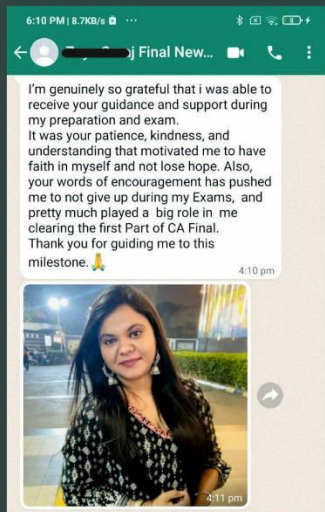 6:10 PM | 8.7KB/s
Final New...
I'm genuinely so grateful that i was able to
receive your guidance and support during
my preparation and exam.
It was your patience, kindness, and
understanding that motivated me to have
faith in myself and not lose hope. Also,
your words of encouragement has pushed
me to not give up during my Exams, and
pretty much played a big role in me
clearing the first Part of CA Final.
Thank you for guiding me to this
milestone.🙏
4:10 pm
4:11 pm